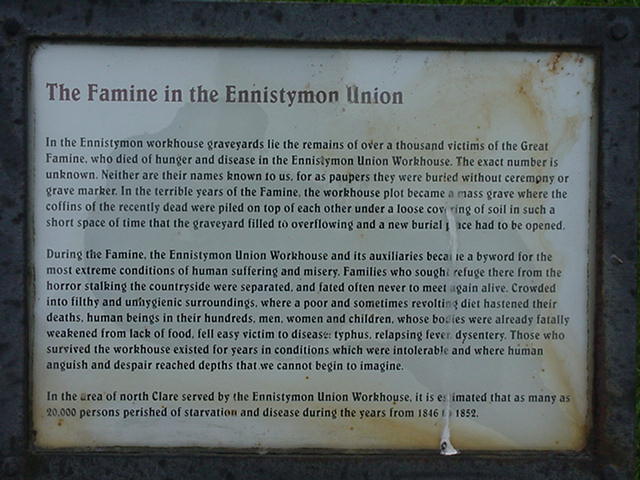 The Famine in the Ennistymon Union
In the Ennistymon workhouse graveyards lie the remains of over a thousand victims of the Great
Famine, who died of hunger and disease in the Ennistymon Union Workhouse. The exact number is
unknown. Neither are their names known to us, for as paupers they were buried without ceremony or
grave marker. In the terrible years of the Famine, the workhouse plot became a mass grave where the
coffins of the recently dead were piled on top of each other under a loose covering of soil in such a
short space of time that the graveyard filled to overflowing and a new burial place had to be opened.
During the Famine, the Ennistymon Union Workhouse and its auxiliaries became a byword for the
most extreme conditions of human suffering and misery. Families who sought refuge there from the
horror stalking the countryside were separated, and fated often never to meet again alive. Crowded
into filthy and unhygienic surroundings, where a poor and sometimes revolting diet hastened their
deaths, human beings in their hundreds, men, women and children, whose bodies were already fatally
weakened from lack of food, fell easy victim to disease: typhus, relapsing fever, dysentery. Those who
survived the workhouse existed for years in conditions which were intolerable and where human
anguish and despair reached depths that we cannot begin to imagine.
In the area of north Clare served by the Ennistymon Union Workhouse, it is estimated that as many as
20,000 persons perished of starvation and disease during the years from 1846 to 1852.